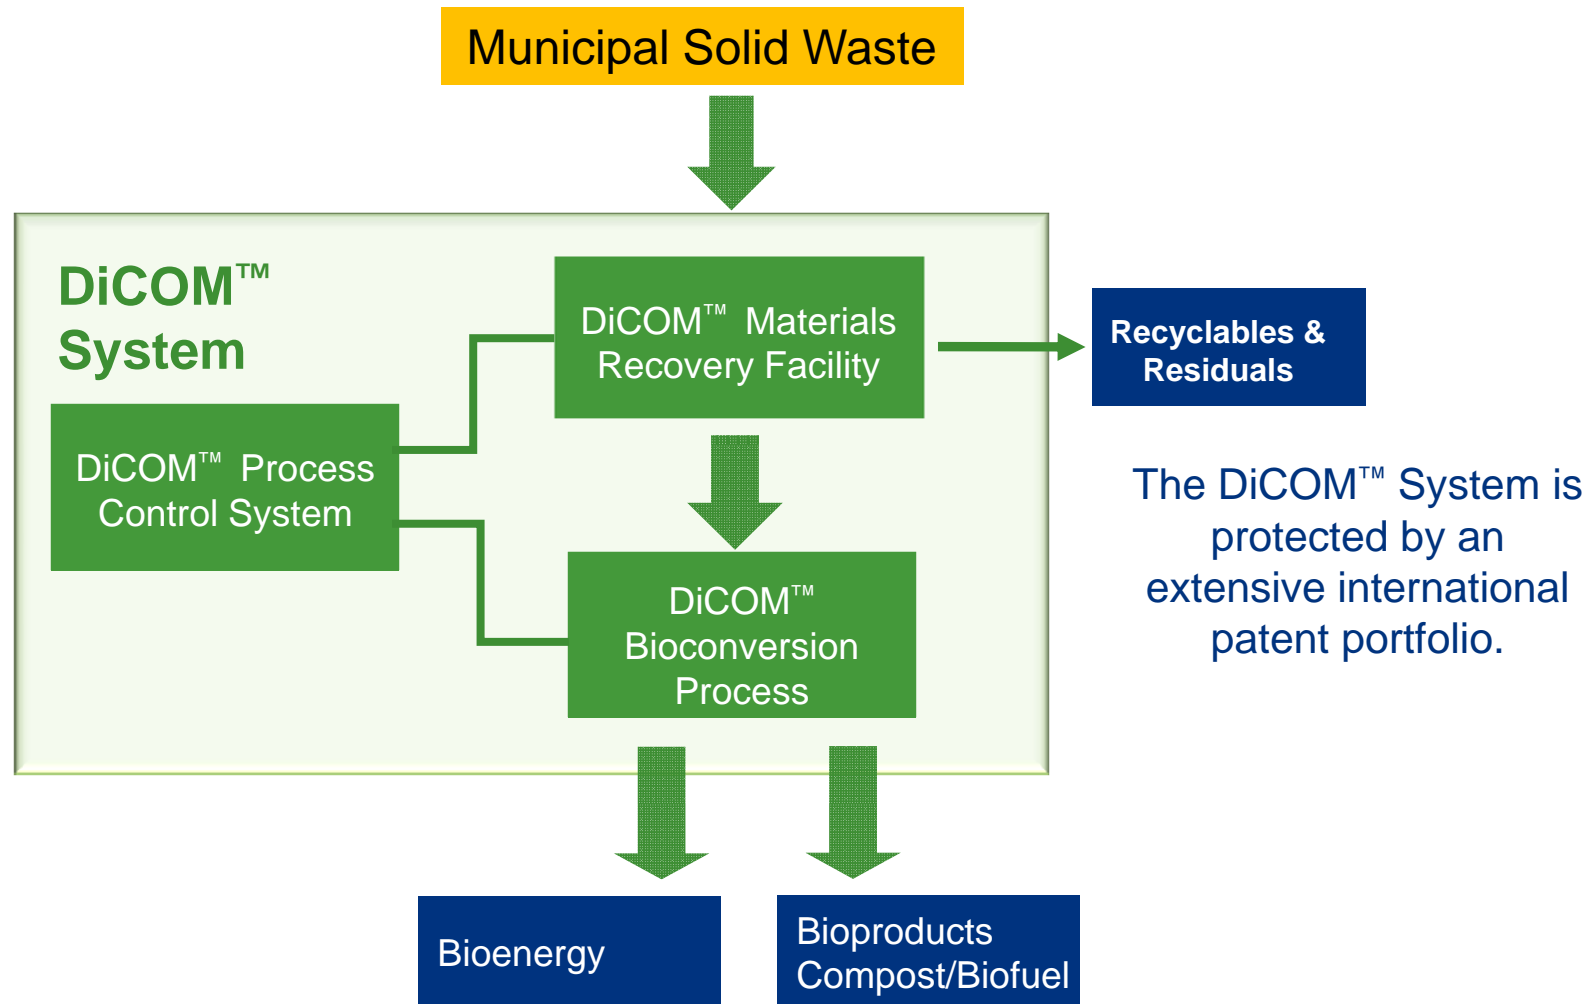 Municipal Solid Waste
DiCOM™
System
DiCOM™ Materials
Recovery Facility
Recyclables &
Residuals
DiCOM™ Process
Control System
The DiCOM™ System is
protected by an
extensive international
patent portfolio.
DiCOM™
Bioconversion
Process
Bioenergy
Bioproducts
Compost/Biofuel